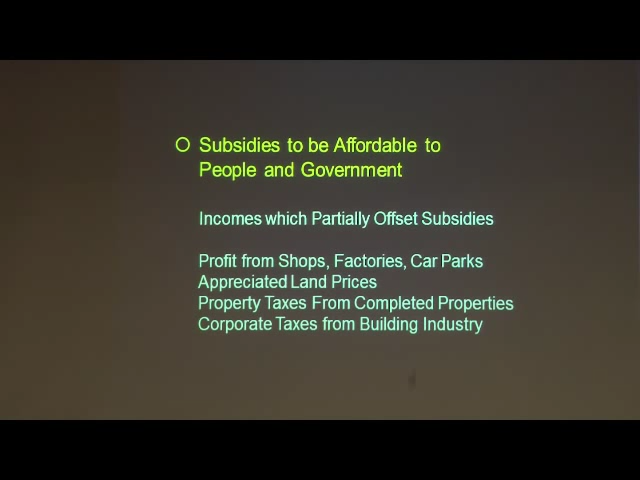 Subsidies to be Affordable to
People and Government
Incomes which Partially Offset Subsidies
Profit from Shops, Factories, Car Parks
Appreciated Land Prices
Property Taxes From Completed Properties
Corporate Taxes from Building Industry